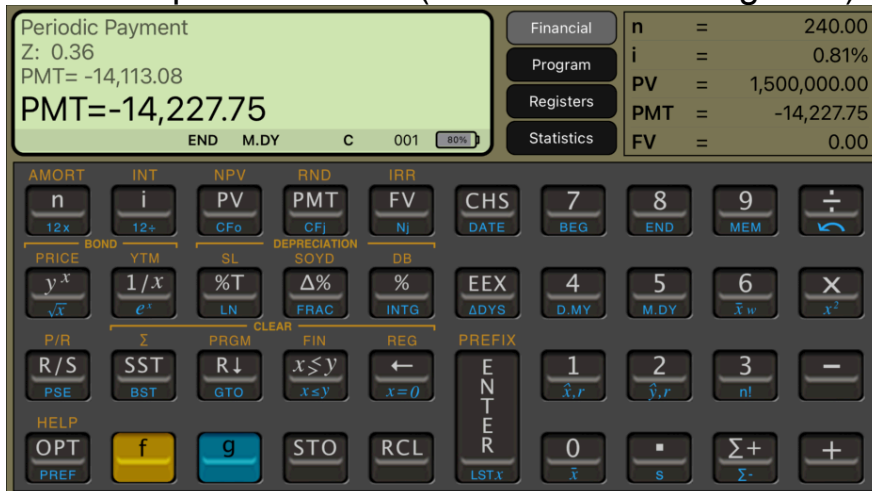 Periodic Payment
Z: 0.36
PMT= -14,113.08
PMT=-14,227.75
END M.DY C 001 80%
Financial
Program
Registers
Statistics
n = 240.00
i = 0.81%
PV = 1,500,000.00
PMT = -14,227.75
FV = 0.00
AMORT INT NPV RND IRR
n i PV PMT FV CHS 7 8 9 ÷
12x 12÷ CFo CFj Nj DATE BEG END MEM
BOND DEPRECIATION
PRICE YTM SL SOYD DB
yˣ 1/x %T Δ% % EEX 4 5 6 ×
√x eˣ LN FRAC INTG ΔDYS D.MY M.DY x̄ w x²
CLEAR
P/R Σ PRGM FIN REG PREFIX
R/S SST R↓ x≶y ← ENTER 1 2 3 −
PSE BST GTO x≤y x=0 x̂,r ŷ,r n!
HELP
OPT f g STO RCL 0 . Σ+ +
PREF LSTx x̄ s Σ-